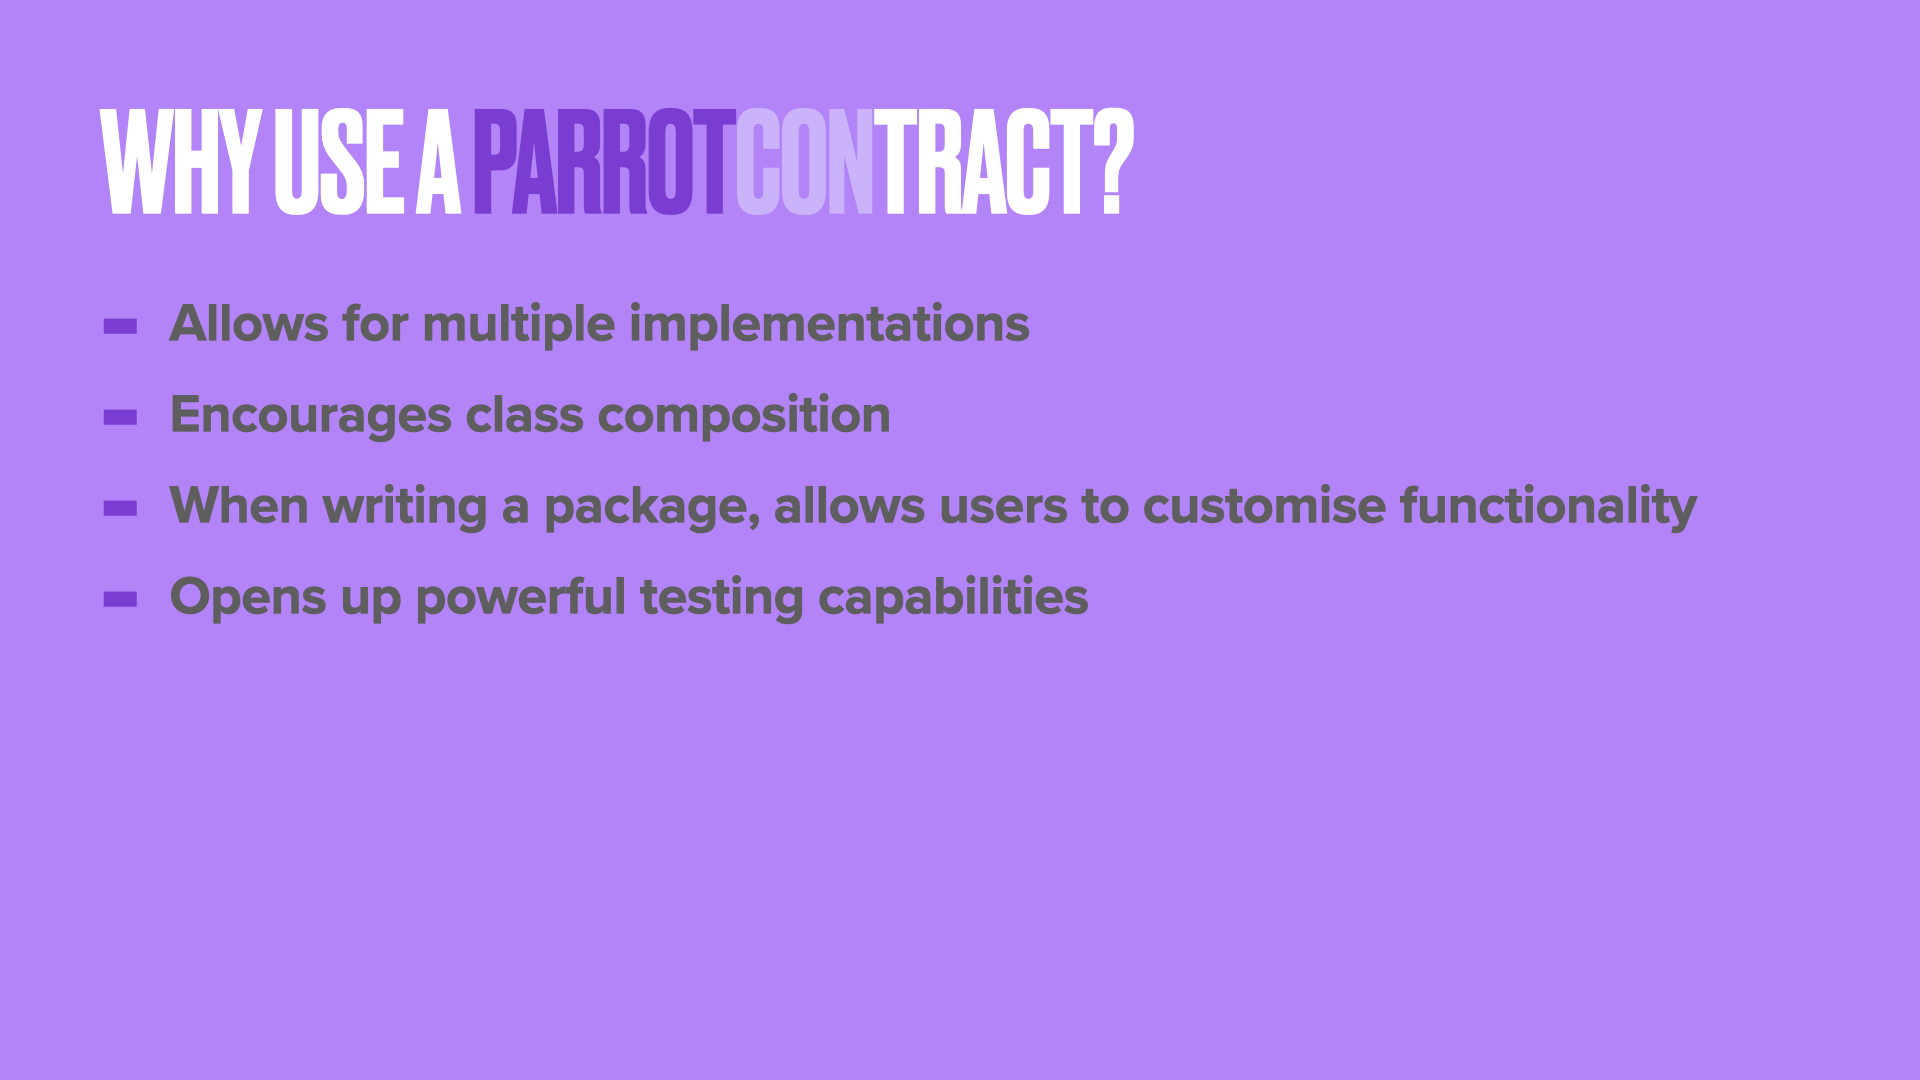 WHY USE A PARROTCONTRACT?
- Allows for multiple implementations
- Encourages class composition
- When writing a package, allows users to customise functionality
- Opens up powerful testing capabilities